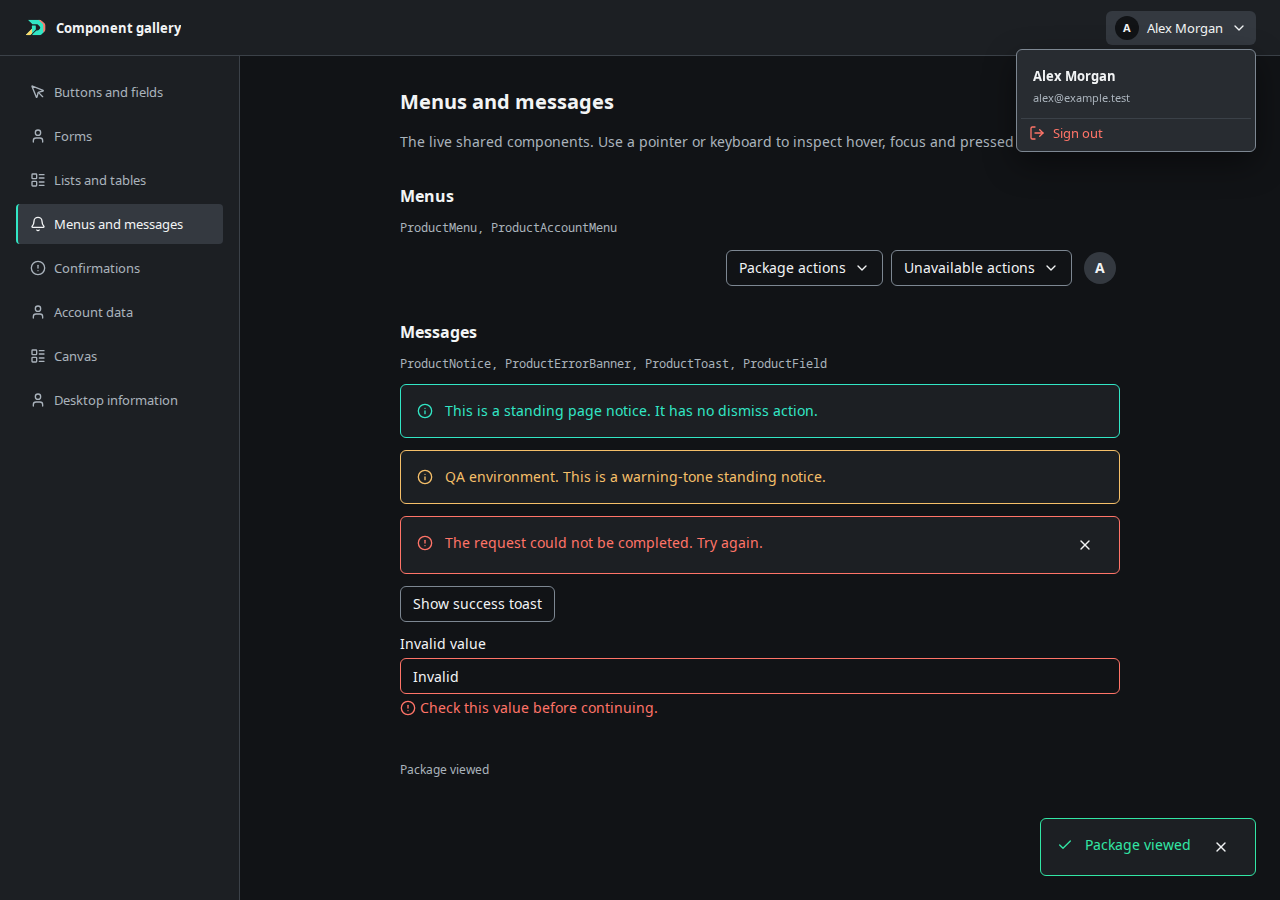 Component gallery
A Alex Morgan
Alex Morgan
alex@example.test
Sign out
Buttons and fields
Forms
Lists and tables
Menus and messages
Confirmations
Account data
Canvas
Desktop information
Menus and messages
The live shared components. Use a pointer or keyboard to inspect hover, focus and pressed
Menus
ProductMenu, ProductAccountMenu
Package actions
Unavailable actions
A
Messages
ProductNotice, ProductErrorBanner, ProductToast, ProductField
This is a standing page notice. It has no dismiss action.
QA environment. This is a warning-tone standing notice.
The request could not be completed. Try again.
Show success toast
Invalid value
Invalid
Check this value before continuing.
Package viewed
Package viewed